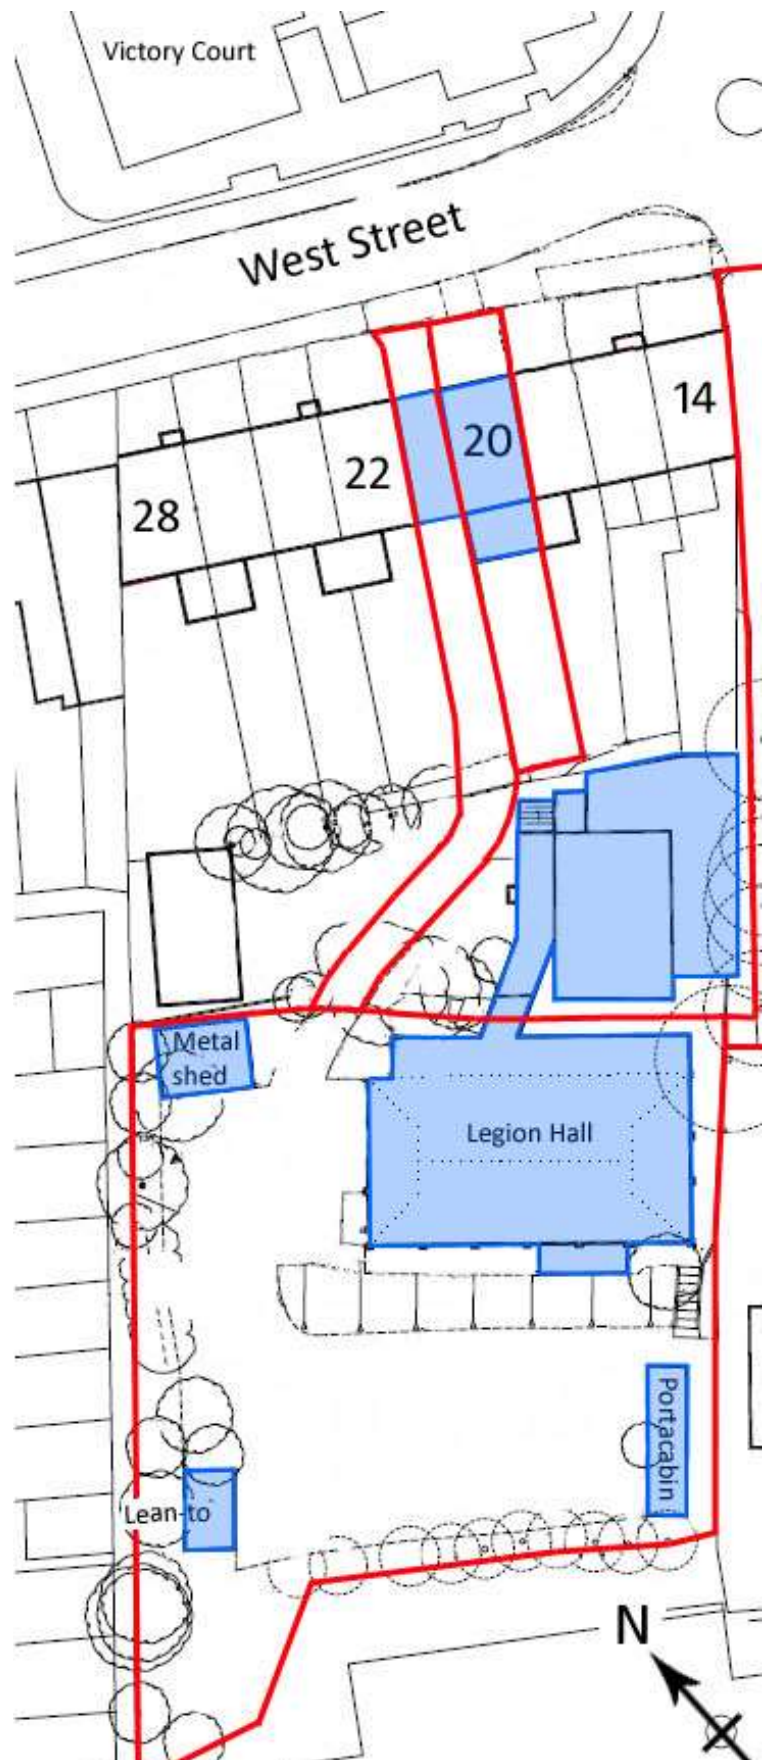 Victory Court
West Street
14
20
22
28
Metal
shed
Legion Hall
Portacabin
Lean-to
N